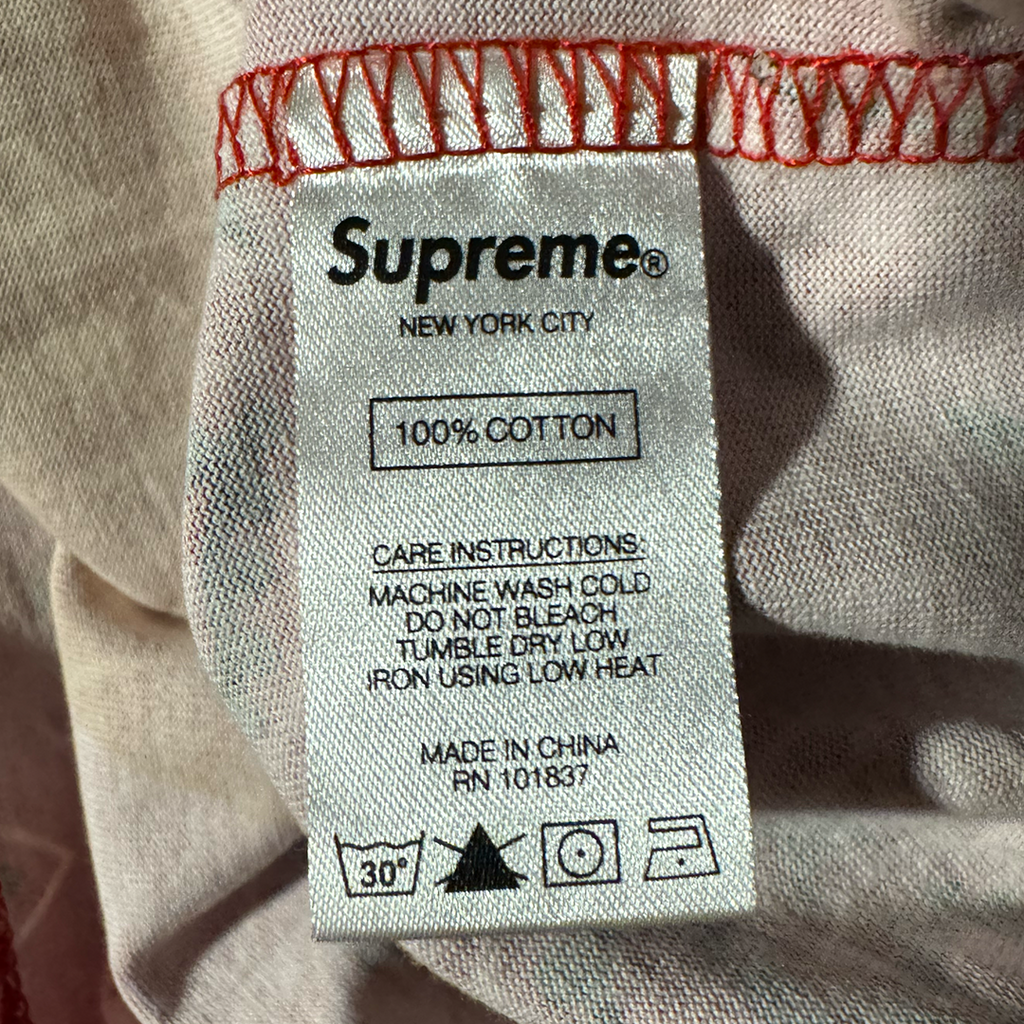 Supreme®
NEW YORK CITY
100% COTTON
CARE INSTRUCTIONS:
MACHINE WASH COLD
DO NOT BLEACH
TUMBLE DRY LOW
IRON USING LOW HEAT
MADE IN CHINA
RN 101837
30°